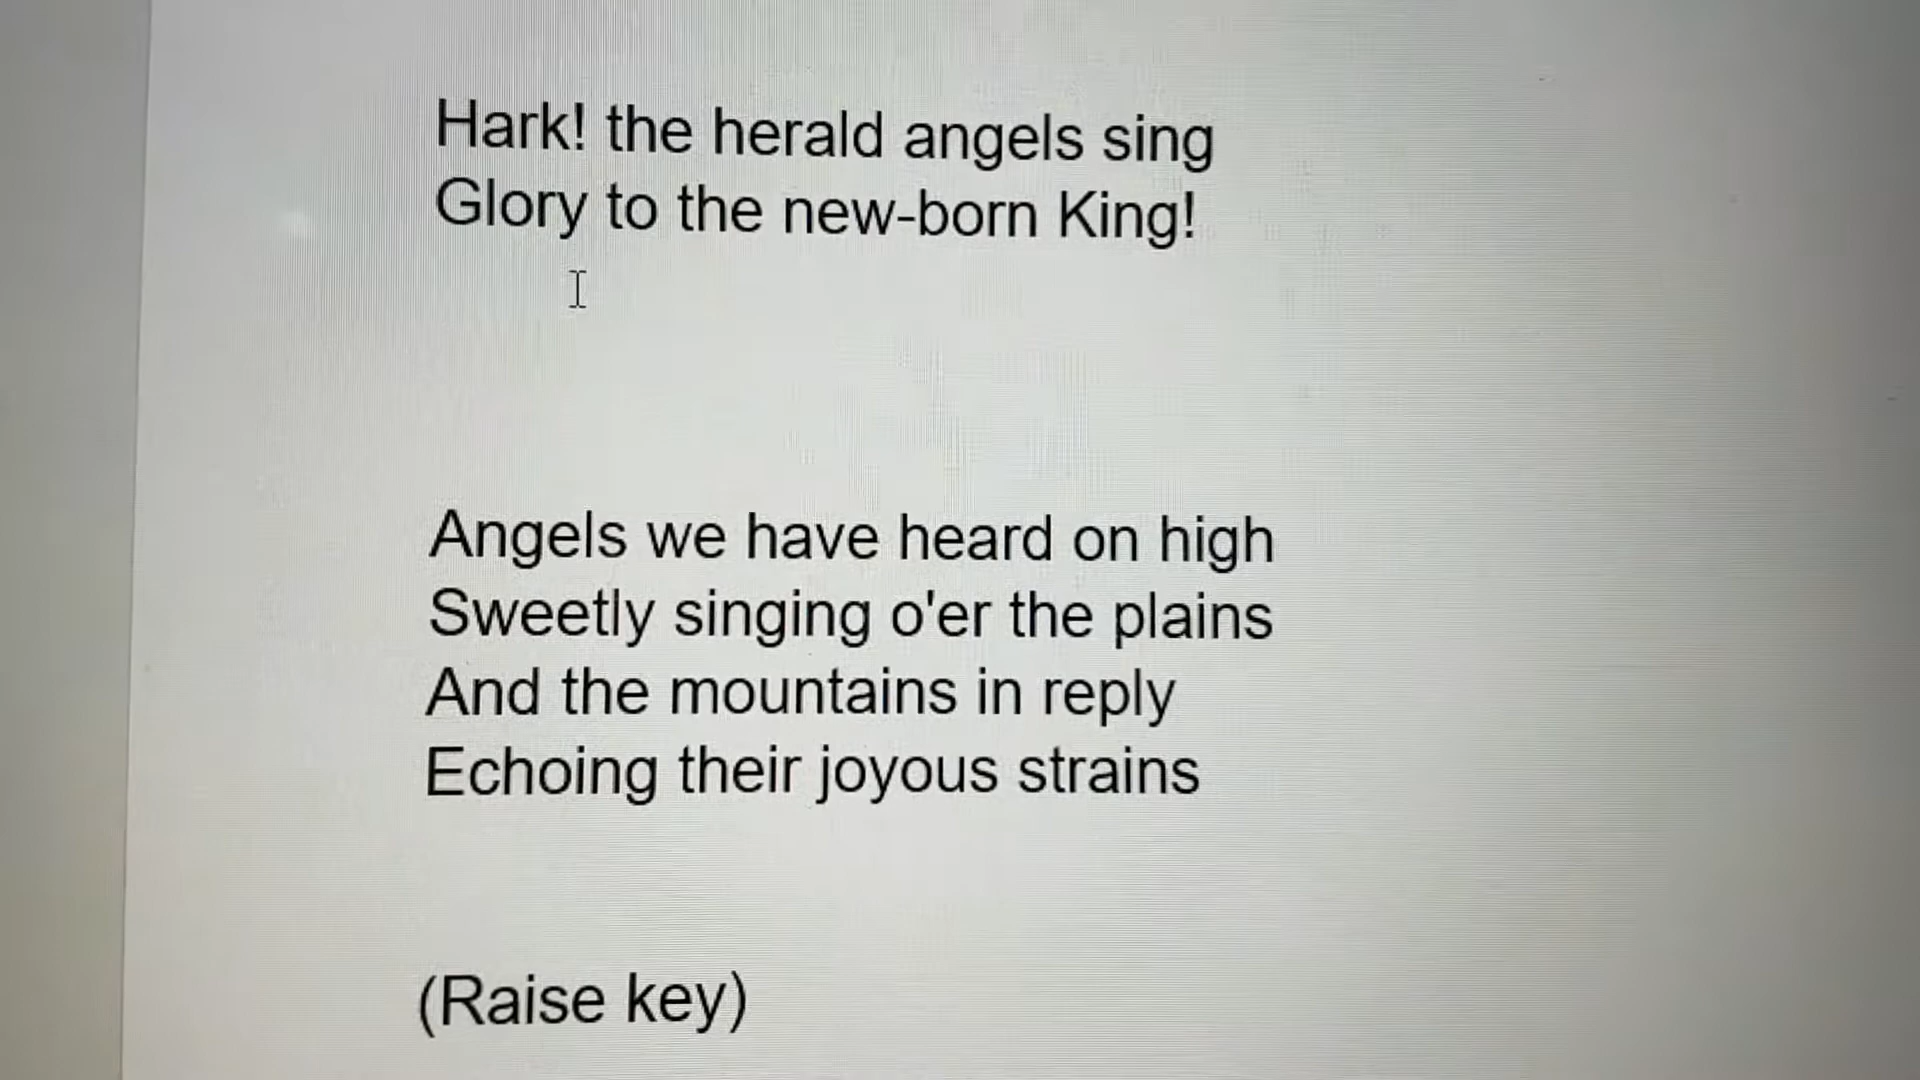 Hark! the herald angels sing
Glory to the new-born King!
Angels we have heard on high
Sweetly singing o'er the plains
And the mountains in reply
Echoing their joyous strains
(Raise key)